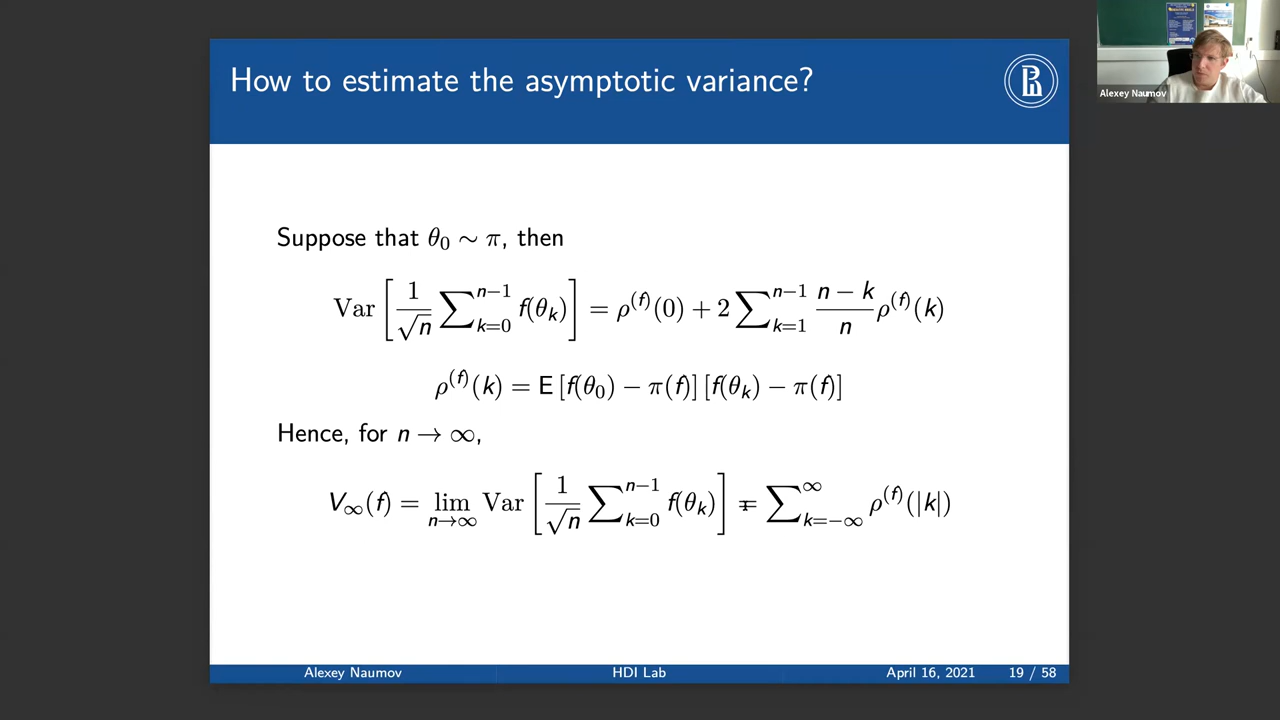 How to estimate the asymptotic variance?
Alexey Naumov
Suppose that θ₀ ∼ π, then
Var [ 1/√n ∑_{k=0}^{n−1} f(θ_k) ] = ρ^{(f)}(0) + 2 ∑_{k=1}^{n−1} (n − k)/n ρ^{(f)}(k)
ρ^{(f)}(k) = E [f(θ₀) − π(f)] [f(θ_k) − π(f)]
Hence, for n → ∞,
V_∞(f) = lim_{n→∞} Var [ 1/√n ∑_{k=0}^{n−1} f(θ_k) ] = ∑_{k=−∞}^{∞} ρ^{(f)}(|k|)
Alexey Naumov HDI Lab April 16, 2021 19 / 58